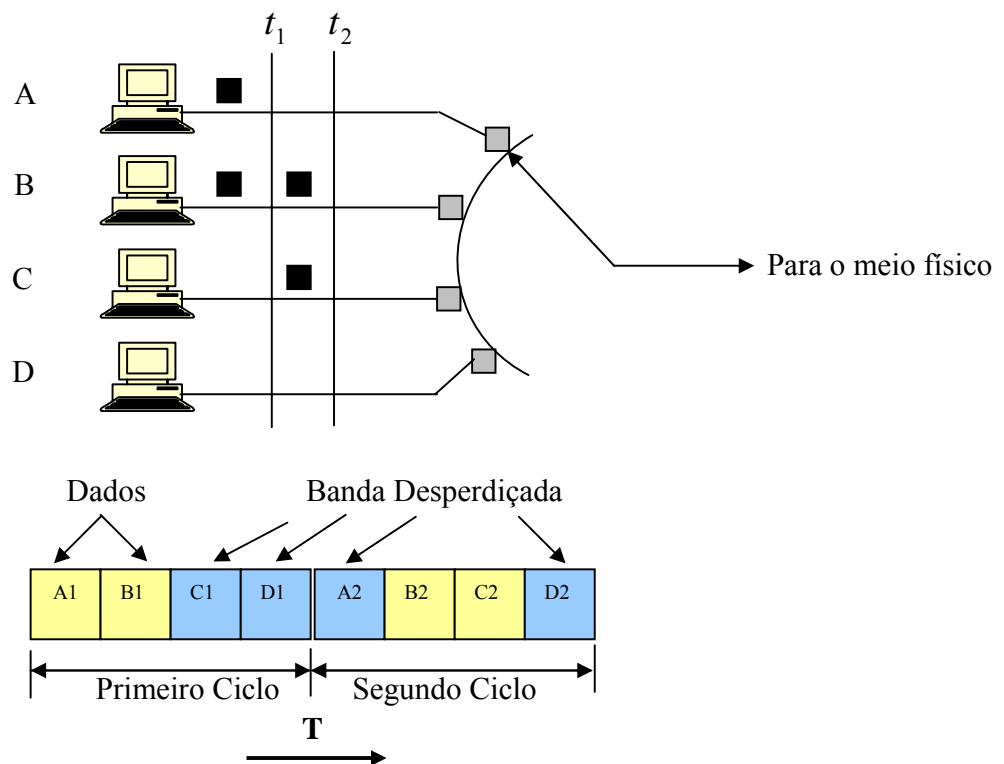 t1 t2
A
B
C
Para o meio físico
D
Dados Banda Desperdiçada
A1 B1 C1 D1 A2 B2 C2 D2
Primeiro Ciclo Segundo Ciclo
T